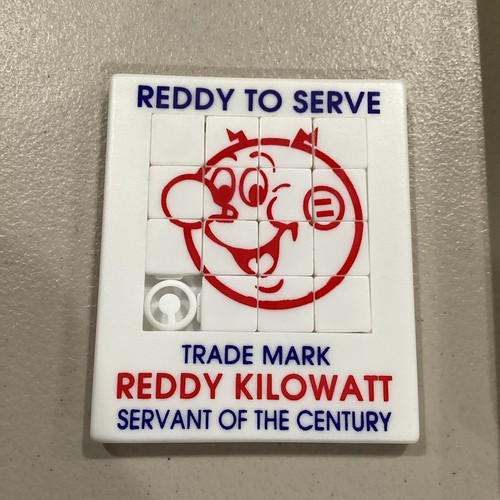 REDDY TO SERVE
TRADE MARK
REDDY KILOWATT
SERVANT OF THE CENTURY